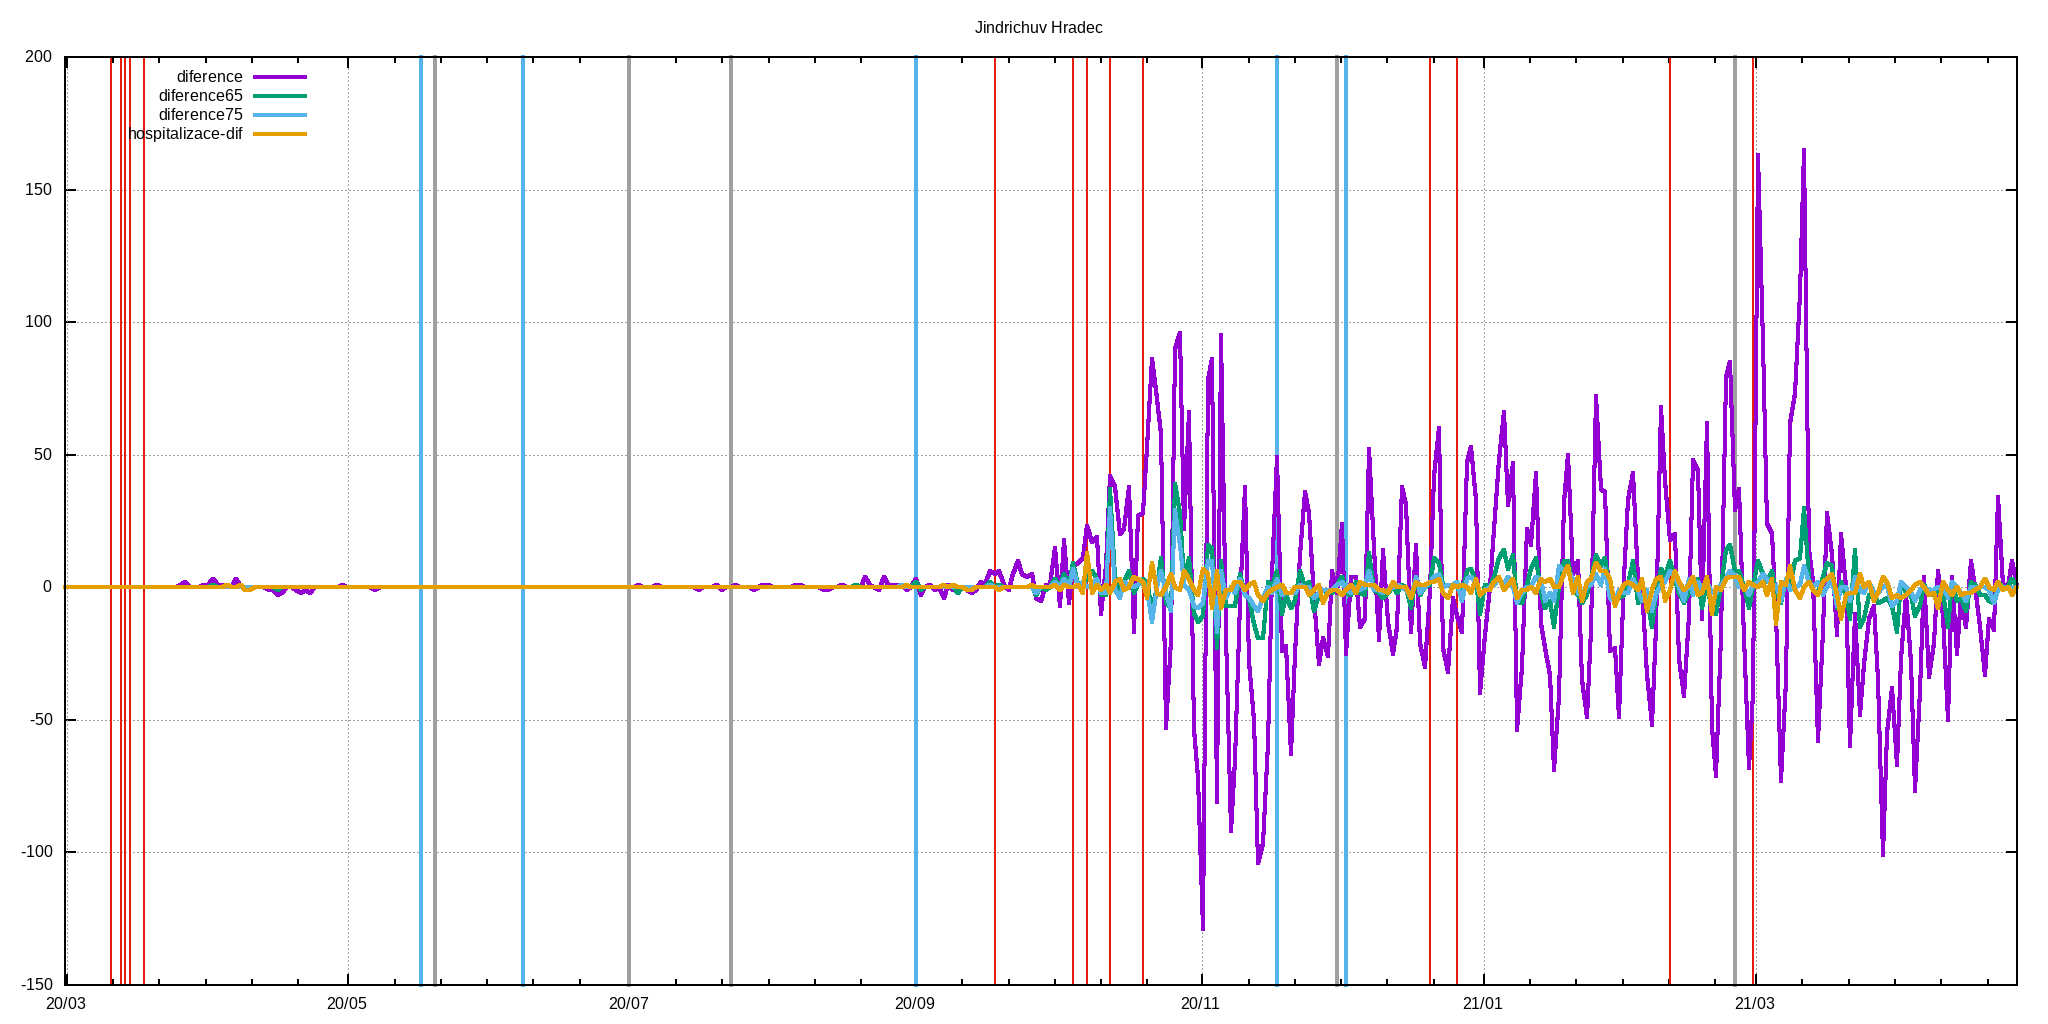 Jindrichuv Hradec
200
150
100
50
0
-50
-100
-150
diference
diference65
diference75
hospitalizace-dif
20/03 20/05 20/07 20/09 20/11 21/01 21/03